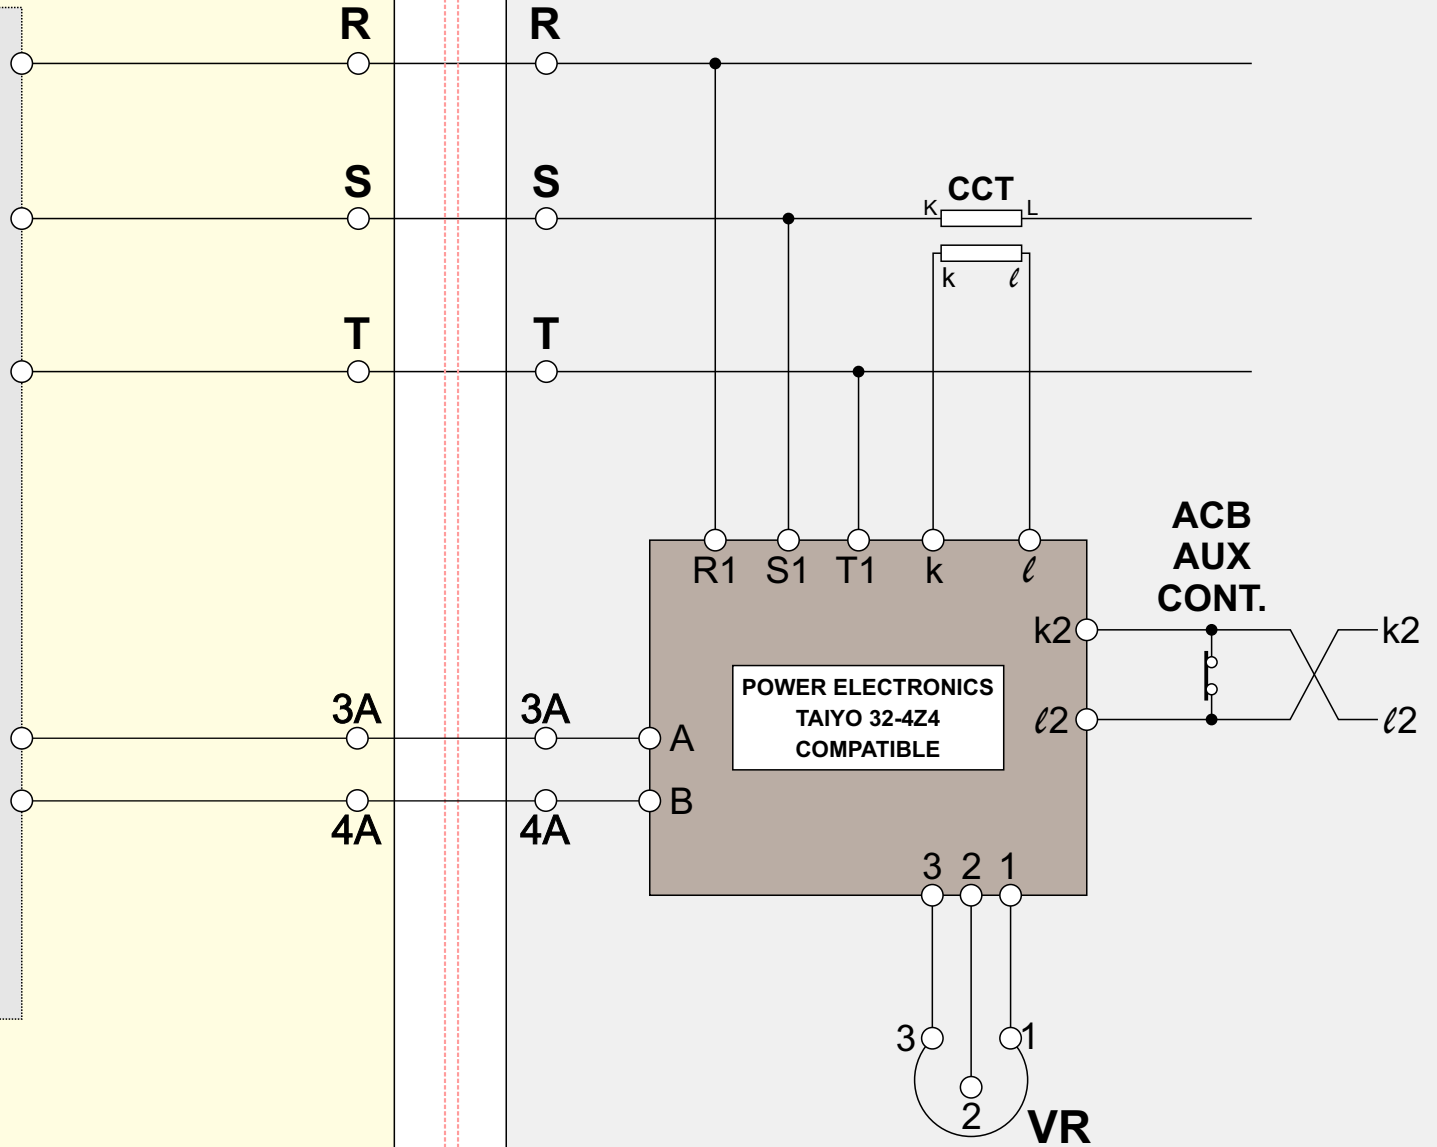 R R
S S
CCT
K L
k ℓ
T T
ACB
AUX
CONT.
R1 S1 T1 k ℓ
k2 k2
POWER ELECTRONICS
TAIYO 32-4Z4
COMPATIBLE
ℓ2 ℓ2
3A 3A
A
B
4A 4A
3 2 1
3 1
2
VR